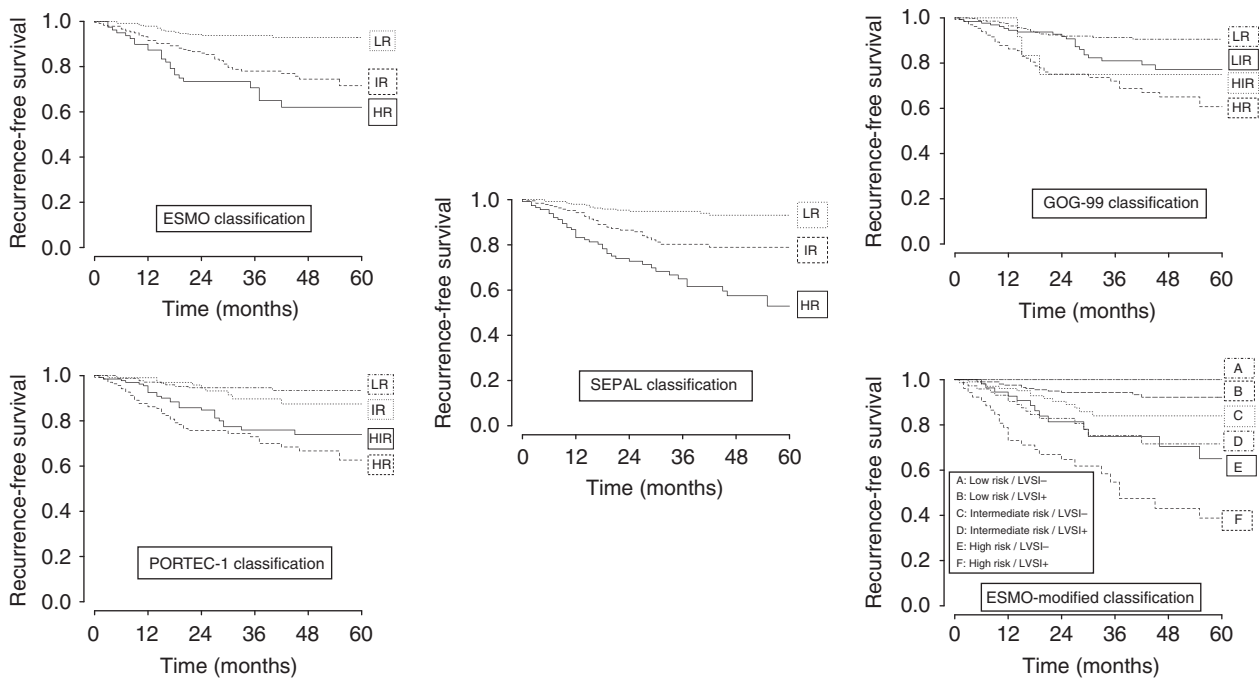 Recurrence-free survival
1.0
0.8
0.6
0.4
0.2
0.0
LR
IR
HR
ESMO classification
0 12 24 36 48 60
Time (months)
Recurrence-free survival
1.0
0.8
0.6
0.4
0.2
0.0
LR
IR
HIR
HR
PORTEC-1 classification
0 12 24 36 48 60
Time (months)
Recurrence-free survival
1.0
0.8
0.6
0.4
0.2
0.0
LR
IR
HR
SEPAL classification
0 12 24 36 48 60
Time (months)
Recurrence-free survival
1.0
0.8
0.6
0.4
0.2
0.0
LR
LIR
HIR
HR
GOG-99 classification
0 12 24 36 48 60
Time (months)
Recurrence-free survival
1.0
0.8
0.6
0.4
0.2
0.0
A
B
C
D
E
F
A: Low risk / LVSI–
B: Low risk / LVSI+
C: Intermediate risk / LVSI–
D: Intermediate risk / LVSI+
E: High risk / LVSI–
F: High risk / LVSI+
ESMO-modified classification
0 12 24 36 48 60
Time (months)